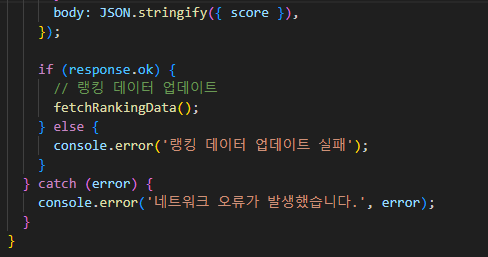 body: JSON.stringify({ score }),
});
if (response.ok) {
// 랭킹 데이터 업데이트
fetchRankingData();
} else {
console.error('랭킹 데이터 업데이트 실패');
}
} catch (error) {
console.error('네트워크 오류가 발생했습니다.', error);
}
}